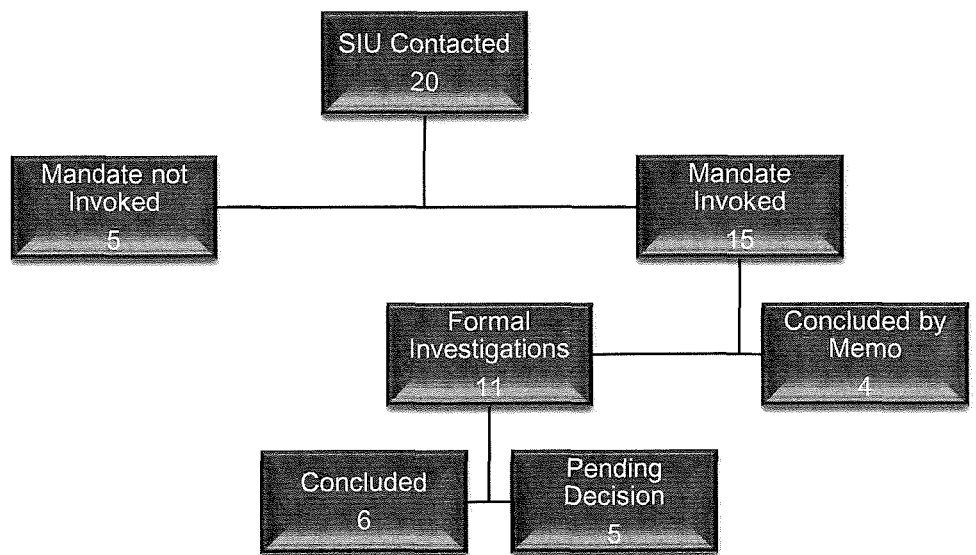 SIU Contacted
20
Mandate not
Invoked
5
Mandate
Invoked
15
Formal
Investigations
11
Concluded by
Memo
4
Concluded
6
Pending
Decision
5